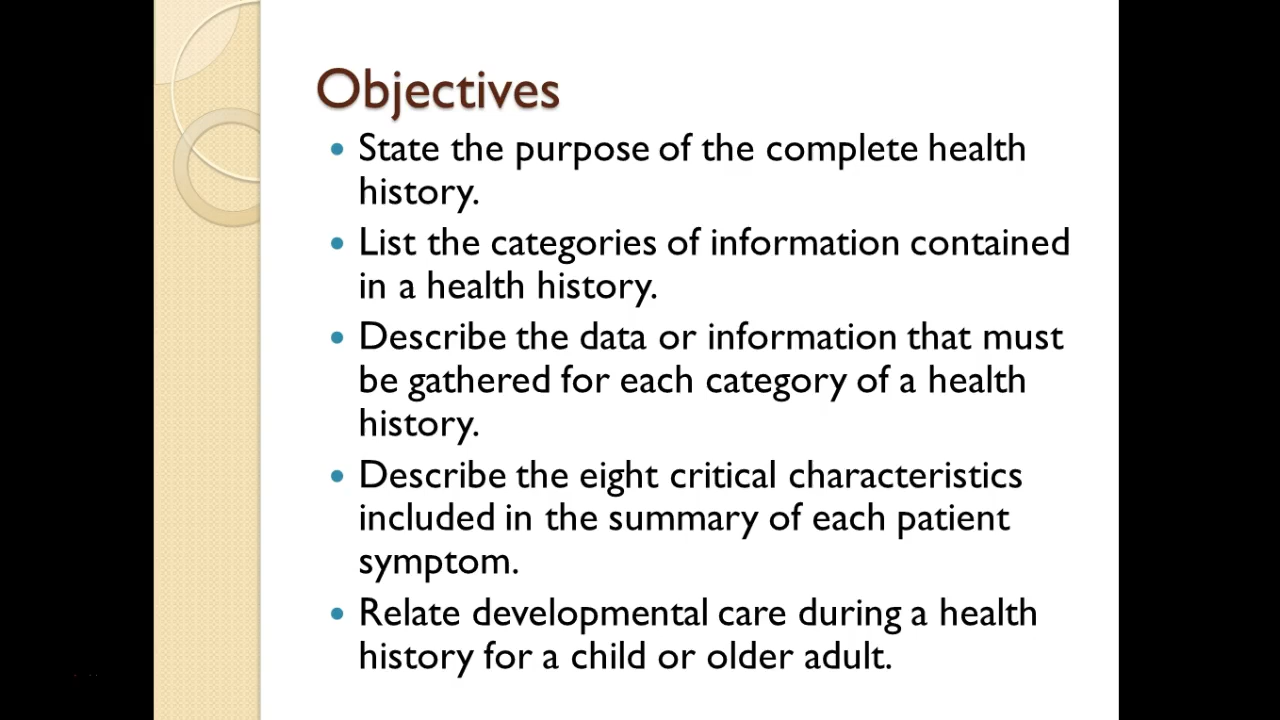 Objectives
• State the purpose of the complete health
history.
• List the categories of information contained
in a health history.
• Describe the data or information that must
be gathered for each category of a health
history.
• Describe the eight critical characteristics
included in the summary of each patient
symptom.
• Relate developmental care during a health
history for a child or older adult.